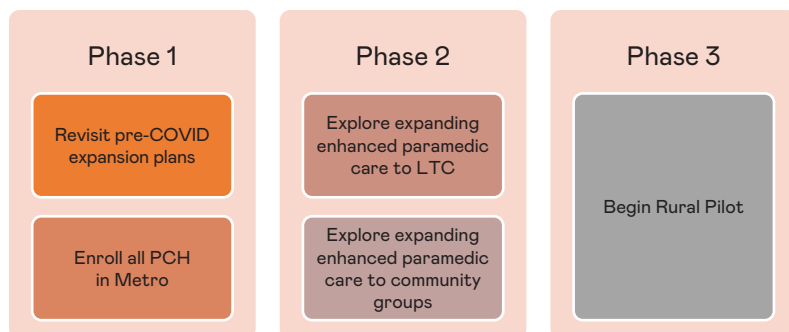 Phase 1
Revisit pre-COVID
expansion plans
Enroll all PCH
in Metro
Phase 2
Explore expanding
enhanced paramedic
care to LTC
Explore expanding
enhanced paramedic
care to community
groups
Phase 3
Begin Rural Pilot